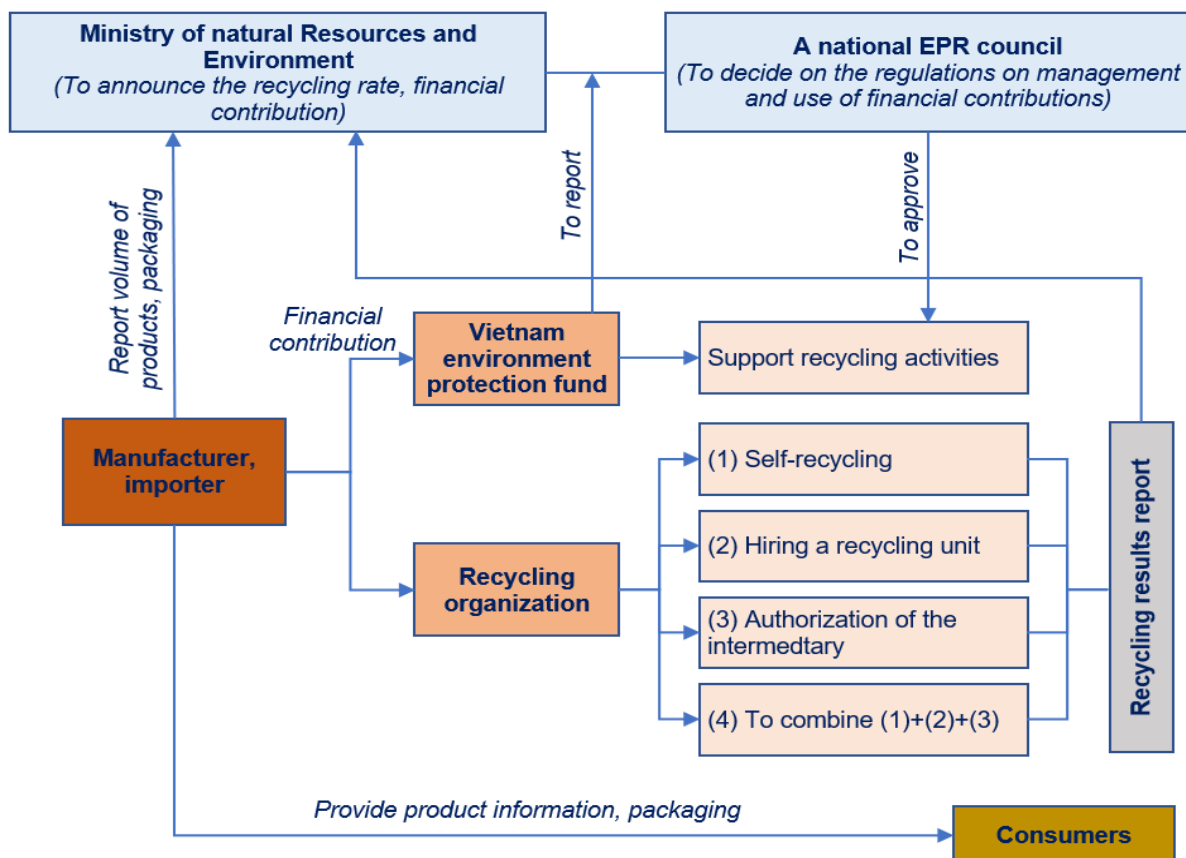 Ministry of natural Resources and
Environment
(To announce the recycling rate, financial
contribution)
A national EPR council
(To decide on the regulations on management
and use of financial contributions)
Report volume of
products, packaging
To report
To approve
Financial
contribution
Vietnam
environment
protection fund
Support recycling activities
Manufacturer,
importer
Recycling
organization
(1) Self-recycling
(2) Hiring a recycling unit
(3) Authorization of the
intermedtary
(4) To combine (1)+(2)+(3)
Recycling results report
Provide product information, packaging
Consumers